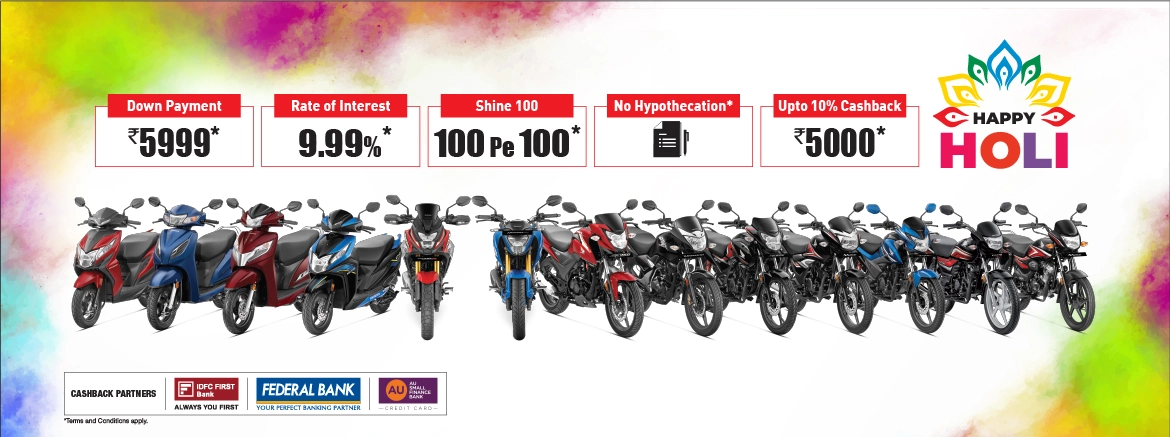 Down Payment
₹5999*
Rate of Interest
9.99%*
Shine 100
100 Pe 100*
No Hypothecation*
Upto 10% Cashback
₹5000*
HAPPY
HOLI
CASHBACK PARTNERS
IDFC FIRST
Bank
ALWAYS YOU FIRST
FEDERAL BANK
YOUR PERFECT BANKING PARTNER
AU
AU
SMALL
FINANCE
BANK
CREDIT CARD
*Terms and Conditions apply.